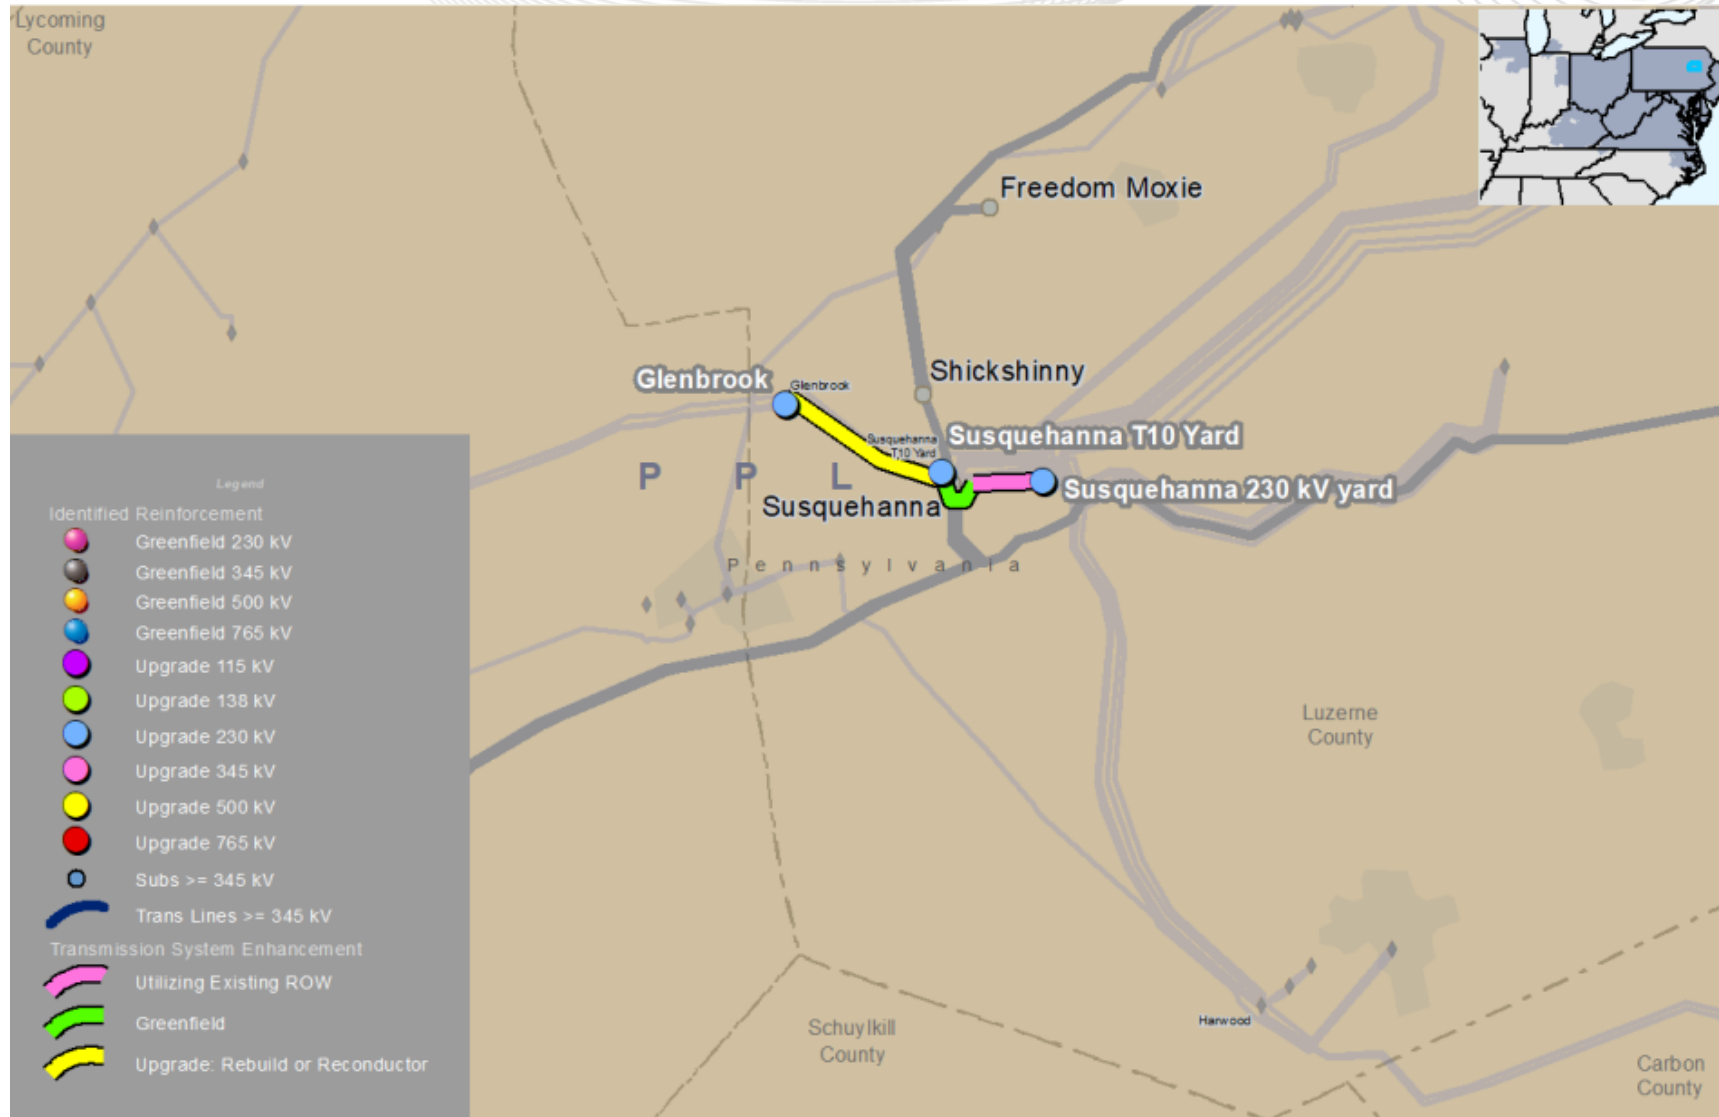 Lycoming
County
Freedom Moxie
Shickshinny
Glenbrook
Glenbrook
Susquehanna
T10 Yard
Susquehanna T10 Yard
P P L
Susquehanna 230 kV yard
Susquehanna
Pennsylvania
Luzerne
County
Harwood
Schuylkill
County
Carbon
County
Legend
Identified Reinforcement
Greenfield 230 kV
Greenfield 345 kV
Greenfield 500 kV
Greenfield 765 kV
Upgrade 115 kV
Upgrade 138 kV
Upgrade 230 kV
Upgrade 345 kV
Upgrade 500 kV
Upgrade 765 kV
Subs >= 345 kV
Trans Lines >= 345 kV
Transmission System Enhancement
Utilizing Existing ROW
Greenfield
Upgrade: Rebuild or Reconductor